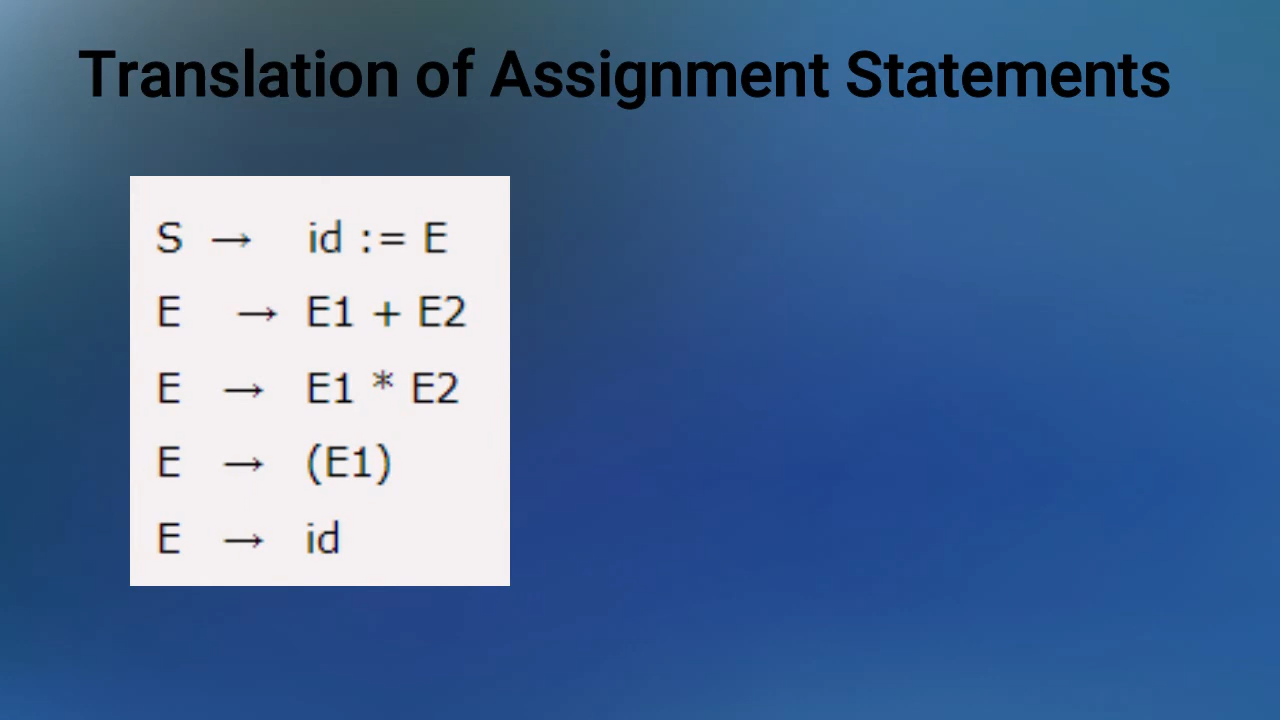 Translation of Assignment Statements
S → id := E
E → E1 + E2
E → E1 * E2
E → (E1)
E → id